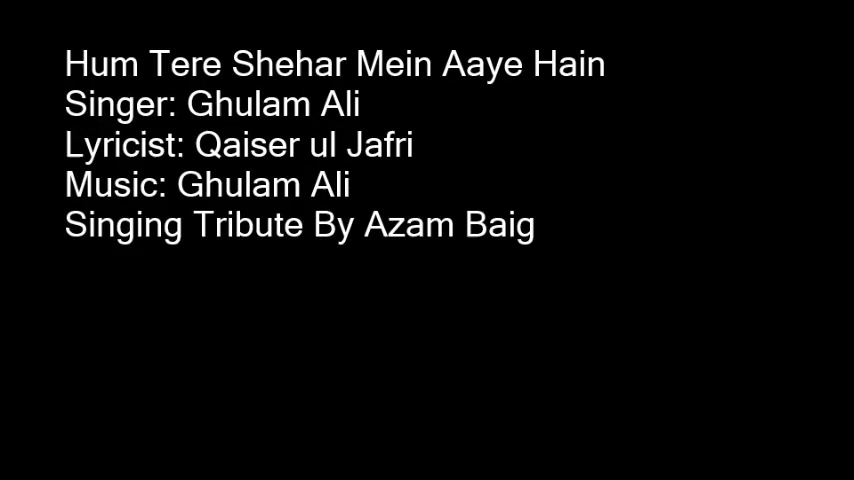 Hum Tere Shehar Mein Aaye Hain
Singer: Ghulam Ali
Lyricist: Qaiser ul Jafri
Music: Ghulam Ali
Singing Tribute By Azam Baig